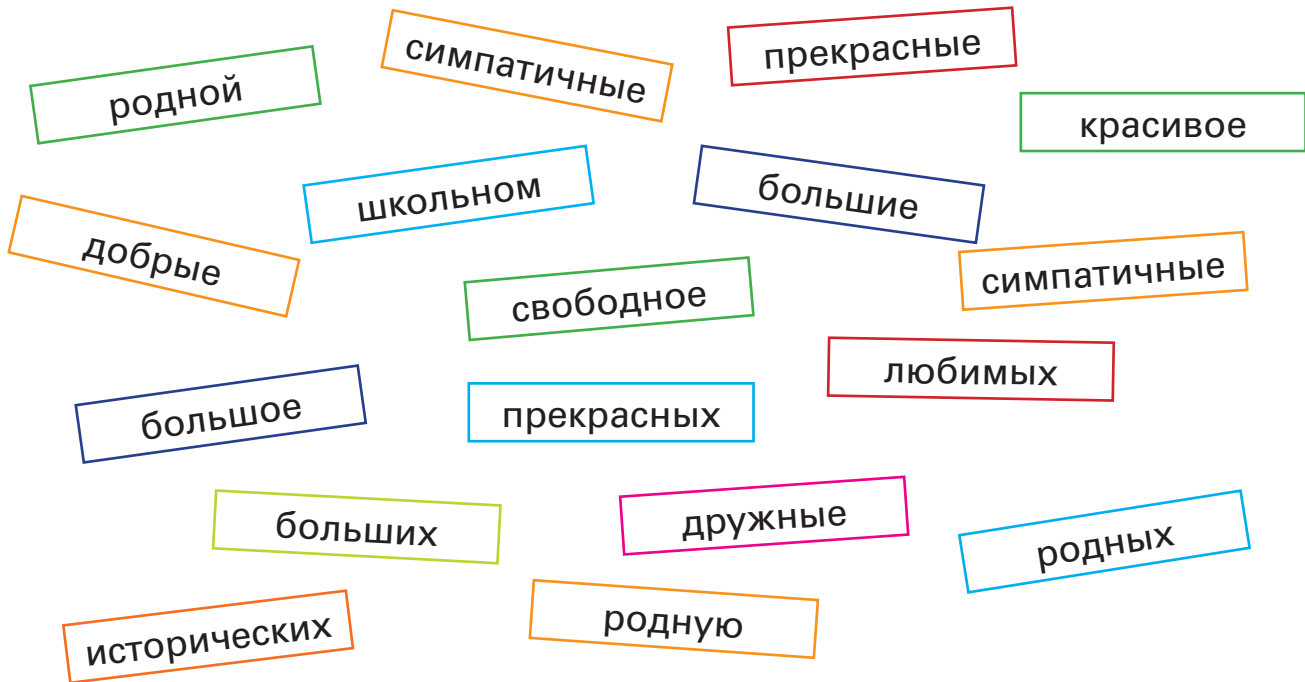 родной
симпатичные
прекрасные
красивое
школьном
большие
добрые
свободное
симпатичные
большое
прекрасных
любимых
больших
дружные
родных
исторических
родную